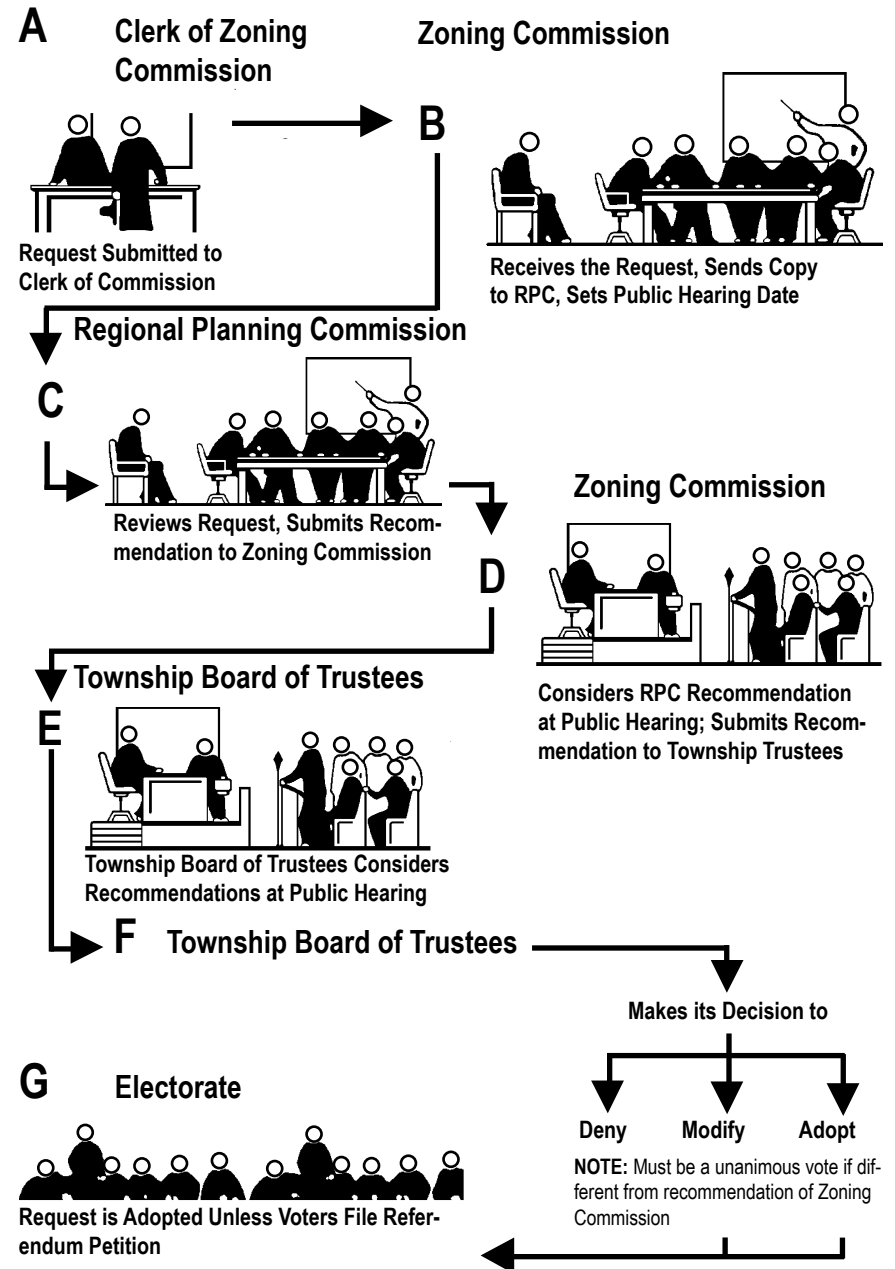 A
Clerk of Zoning
Commission
Request Submitted to
Clerk of Commission
Zoning Commission
B
Receives the Request, Sends Copy
to RPC, Sets Public Hearing Date
Regional Planning Commission
C
Reviews Request, Submits Recom-
mendation to Zoning Commission
Zoning Commission
D
Considers RPC Recommendation
at Public Hearing; Submits Recom-
mendation to Township Trustees
Township Board of Trustees
E
Township Board of Trustees Considers
Recommendations at Public Hearing
F Township Board of Trustees
Makes its Decision to
Deny Modify Adopt
NOTE: Must be a unanimous vote if dif-
ferent from recommendation of Zoning
Commission
G Electorate
Request is Adopted Unless Voters File Refer-
endum Petition